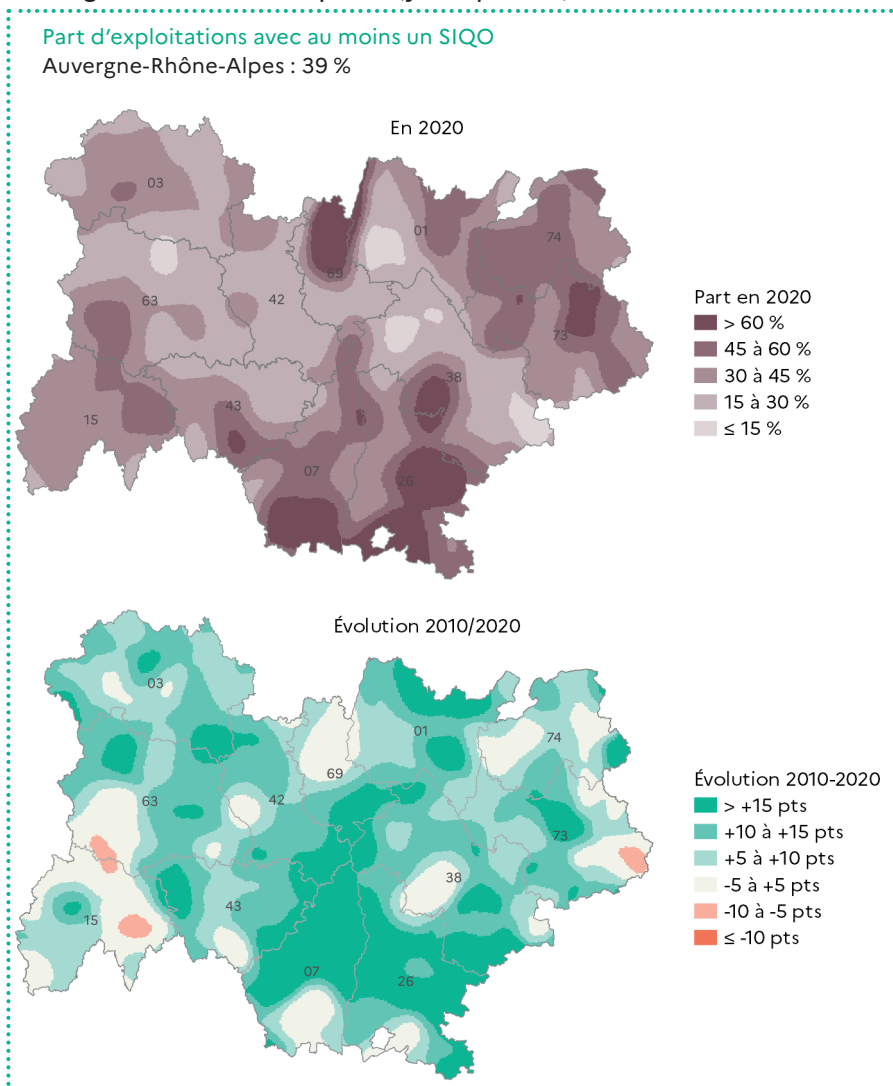 Part d'exploitations avec au moins un SIQO
Auvergne-Rhône-Alpes : 39 %
En 2020
03
01
74
69
63
42
73
38
15
43
07
26
Part en 2020
> 60 %
45 à 60 %
30 à 45 %
15 à 30 %
≤ 15 %
Évolution 2010/2020
03
01
74
69
63
42
73
38
15
43
07
26
Évolution 2010-2020
> +15 pts
+10 à +15 pts
+5 à +10 pts
-5 à +5 pts
-10 à -5 pts
≤ -10 pts